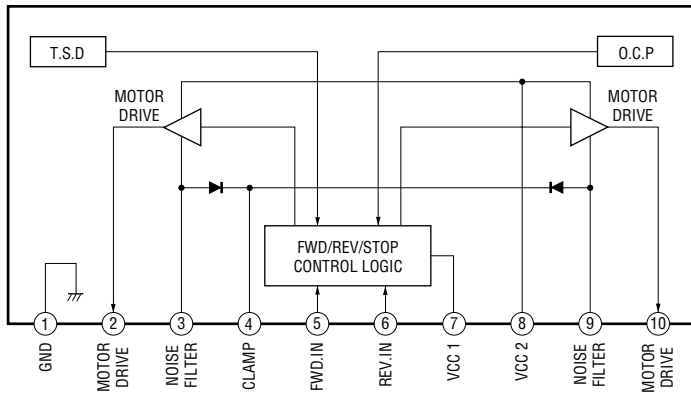 T.S.D
O.C.P
MOTOR
DRIVE
MOTOR
DRIVE
FWD/REV/STOP
CONTROL LOGIC
1
2
3
4
5
6
7
8
9
10
GND
MOTOR
DRIVE
NOISE
FILTER
CLAMP
FWD.IN
REV.IN
VCC 1
VCC 2
NOISE
FILTER
MOTOR
DRIVE